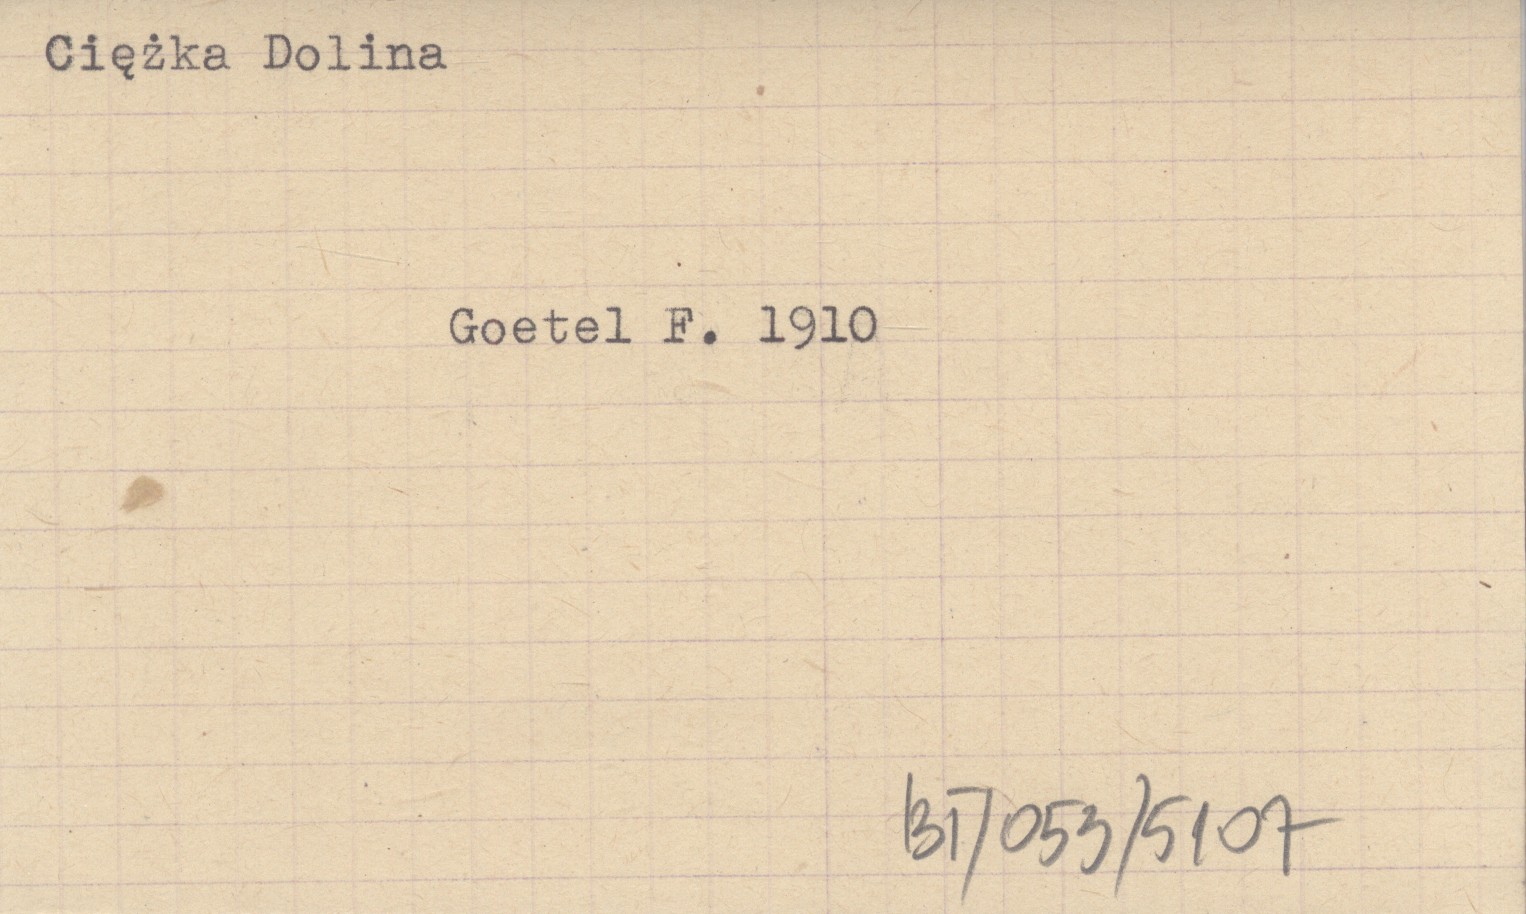 Ciężka Dolina
Goetel F. 1910
BT/053/5107